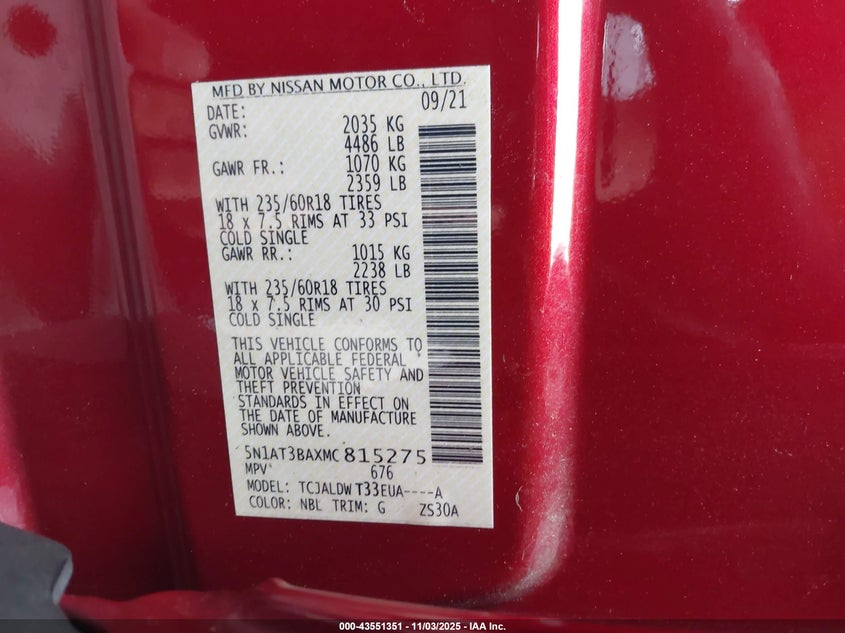 MFD BY NISSAN MOTOR CO., LTD.
DATE: 09/21
GVWR: 2035 KG
4486 LB
GAWR FR.: 1070 KG
2359 LB
WITH 235/60R18 TIRES
18 x 7.5 RIMS AT 33 PSI
COLD SINGLE
GAWR RR.: 1015 KG
2238 LB
WITH 235/60R18 TIRES
18 x 7.5 RIMS AT 30 PSI
COLD SINGLE
THIS VEHICLE CONFORMS TO
ALL APPLICABLE FEDERAL
MOTOR VEHICLE SAFETY AND
THEFT PREVENTION
STANDARDS IN EFFECT ON
THE DATE OF MANUFACTURE
SHOWN ABOVE.
5N1AT3BAXMC 815275
MPV 676
MODEL: TCJALDW T33EUA----A
COLOR: NBL TRIM: G ZS30A
000-43551351 - 11/03/2025 - IAA Inc.